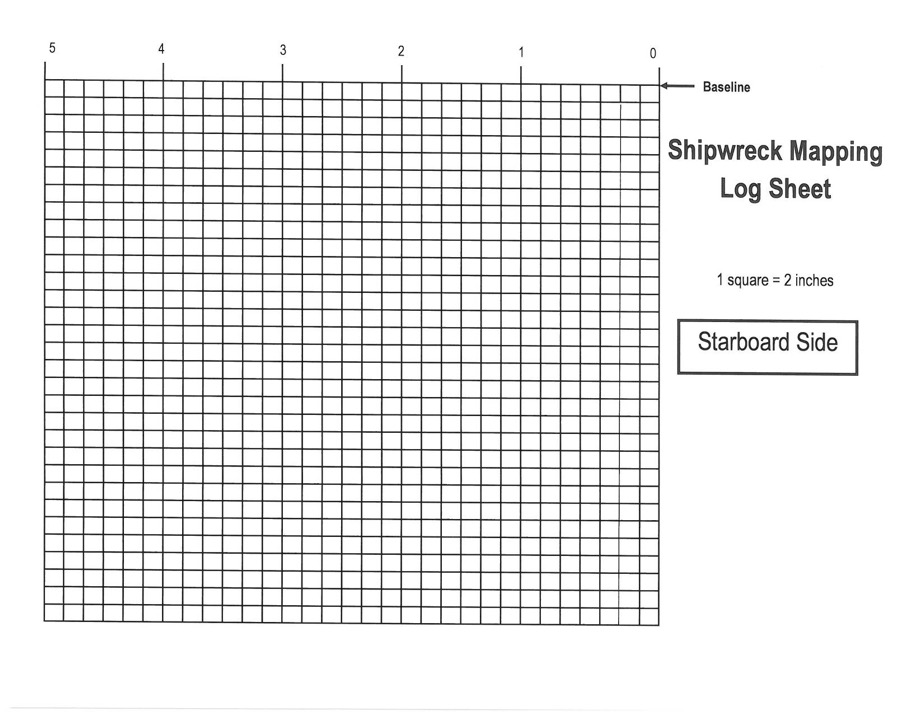 5 4 3 2 1 0
Baseline
Shipwreck Mapping
Log Sheet
1 square = 2 inches
Starboard Side